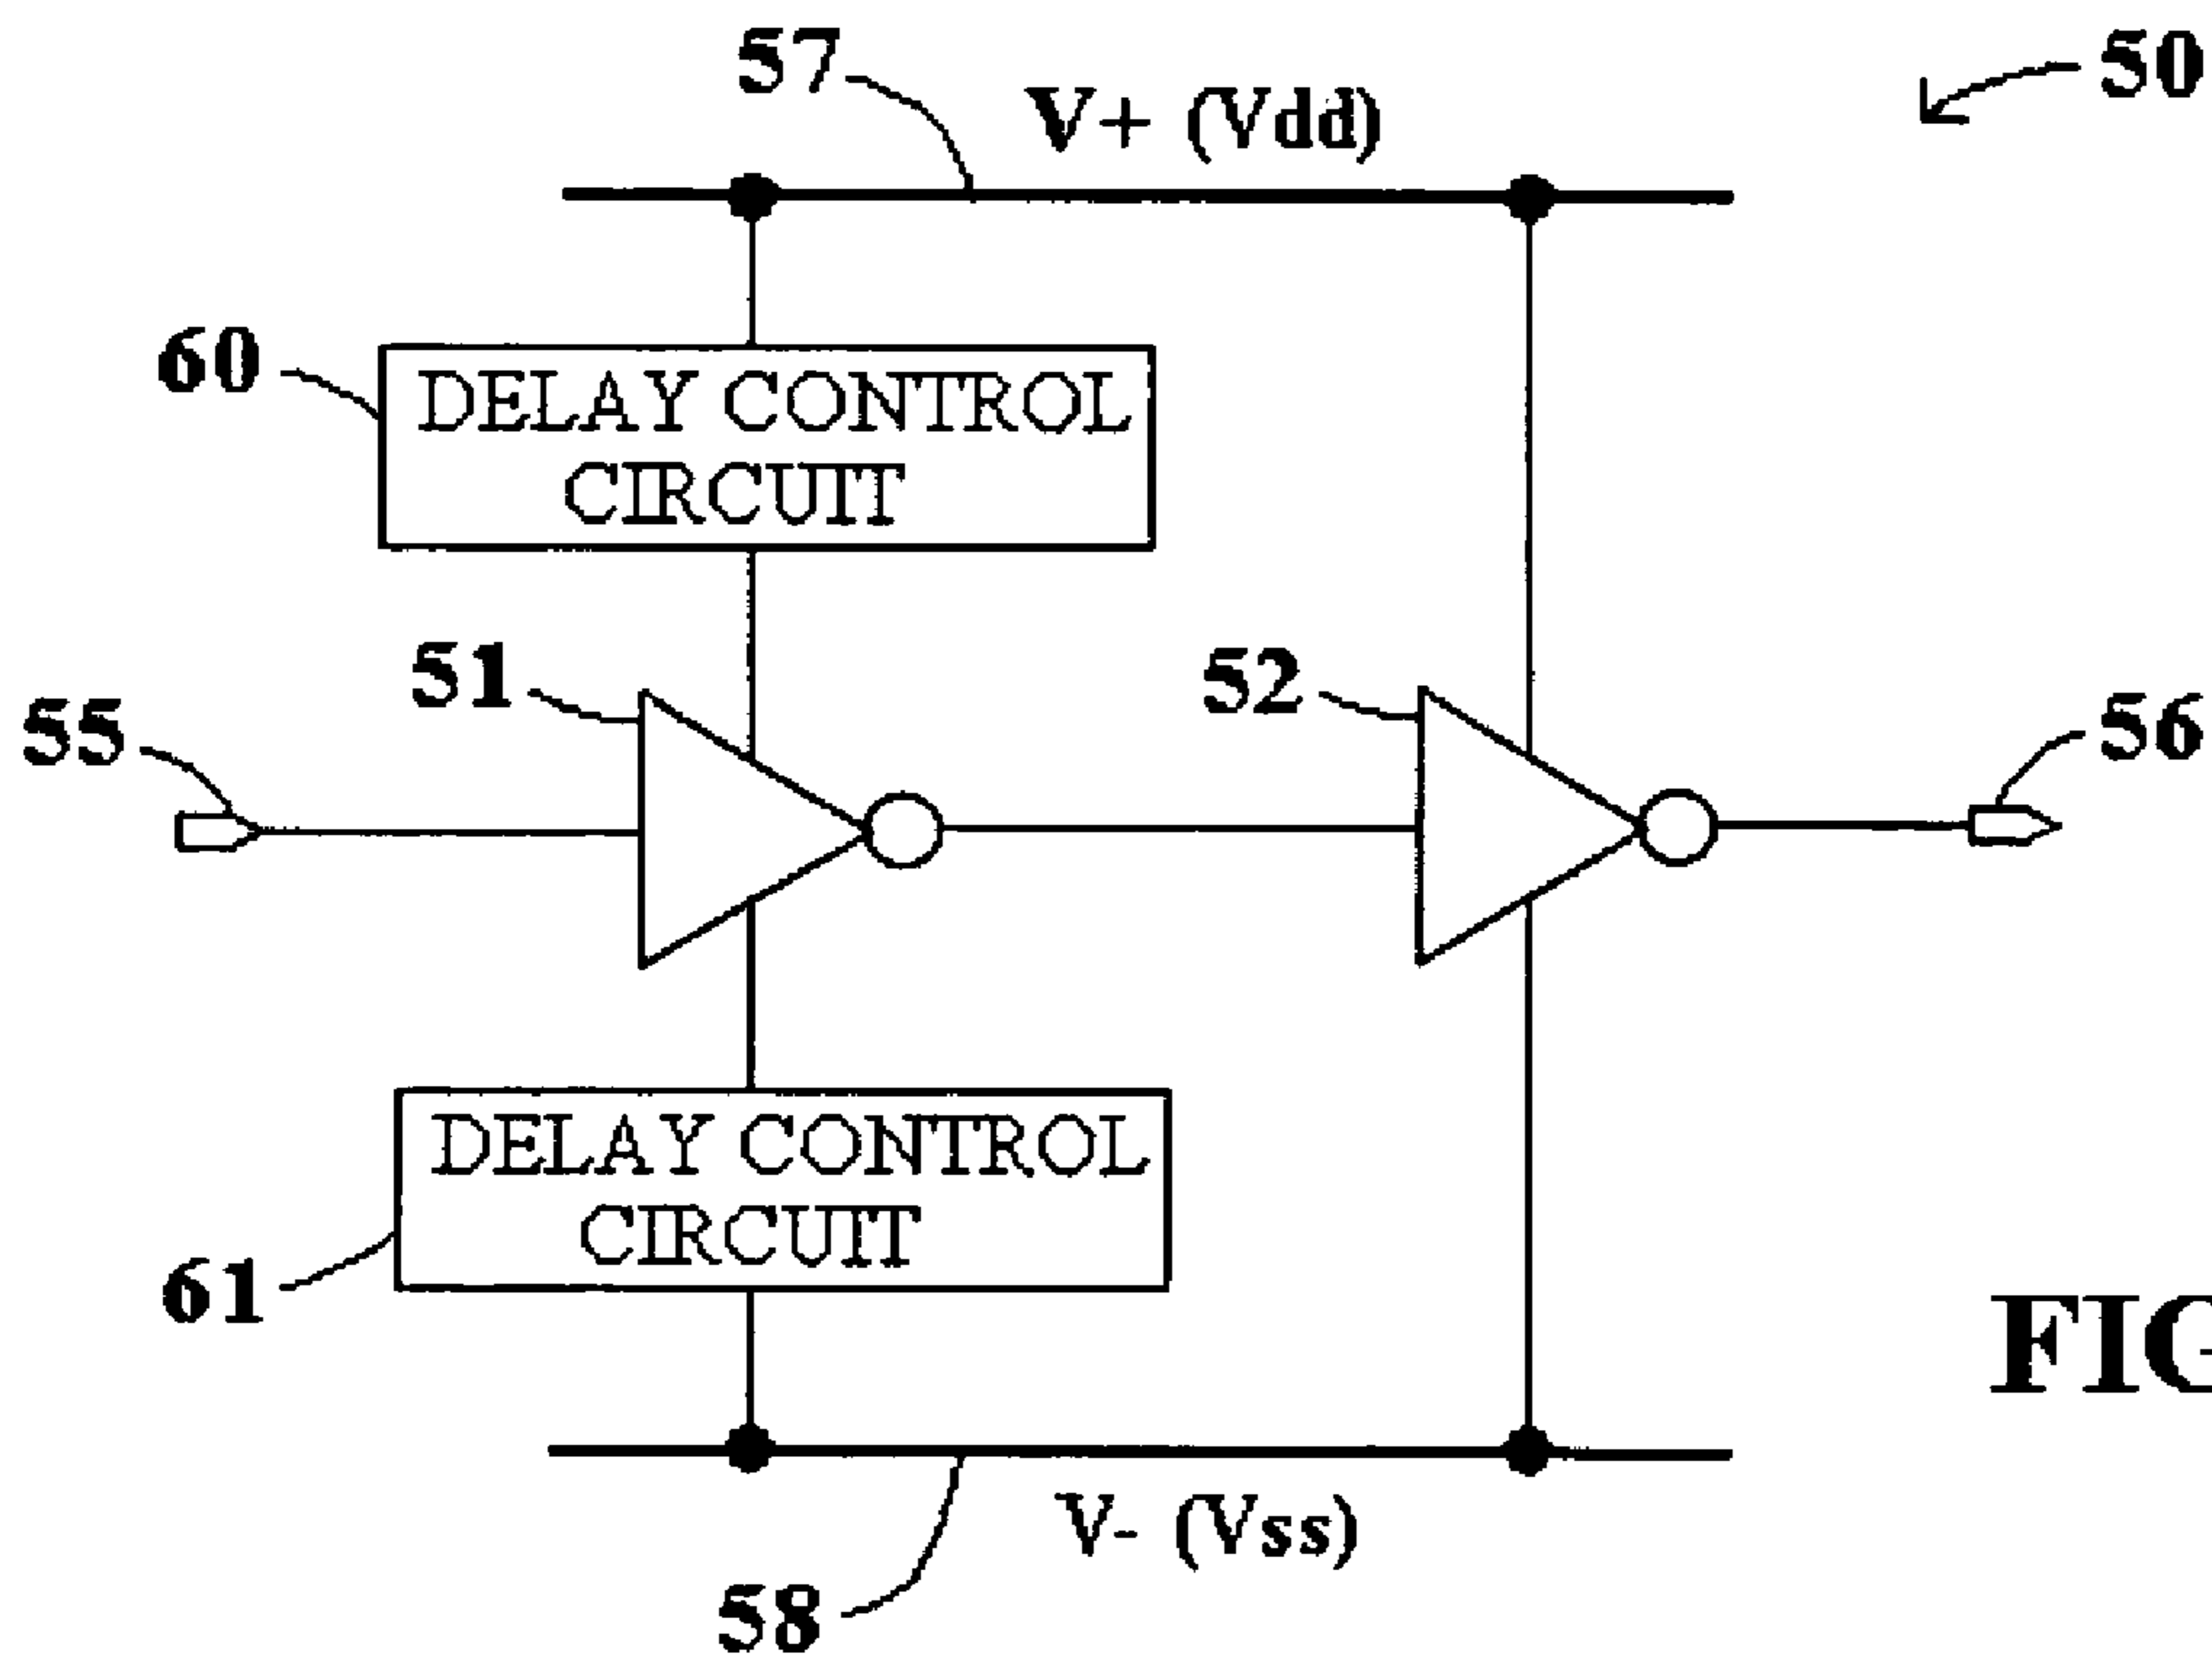 57
V+ (Vdd)
50
60
DELAY CONTROL
CIRCUIT
51
52
55
56
DELAY CONTROL
CIRCUIT
61
FIG
V- (Vss)
58